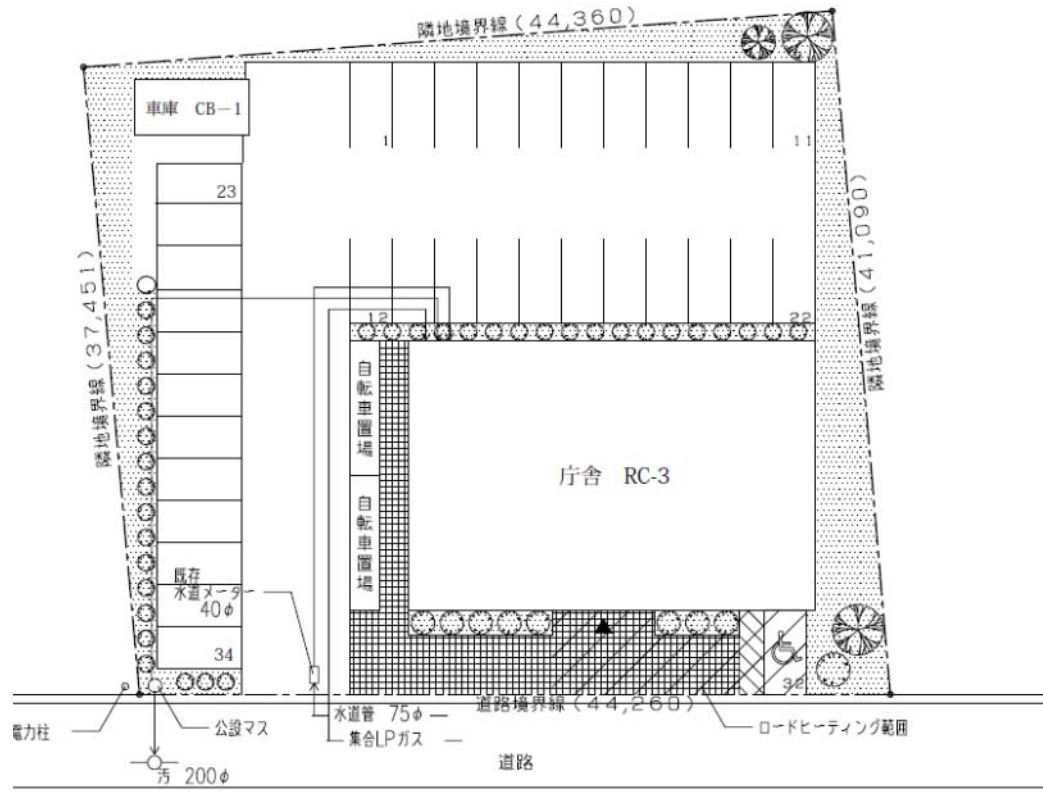 隣地境界線(44,360)
車庫 CB-1
1
11
23
隣地境界線(37,451)
隣地境界線(41,090)
12
22
自転車置場
庁舎 RC-3
自転車置場
既存
水道メーター
40φ
34
32
水道管 75φ
道路境界線(44,260)
電力柱
公設マス
集合LPガス
ロードヒーティング範囲
道路
汚 200φ